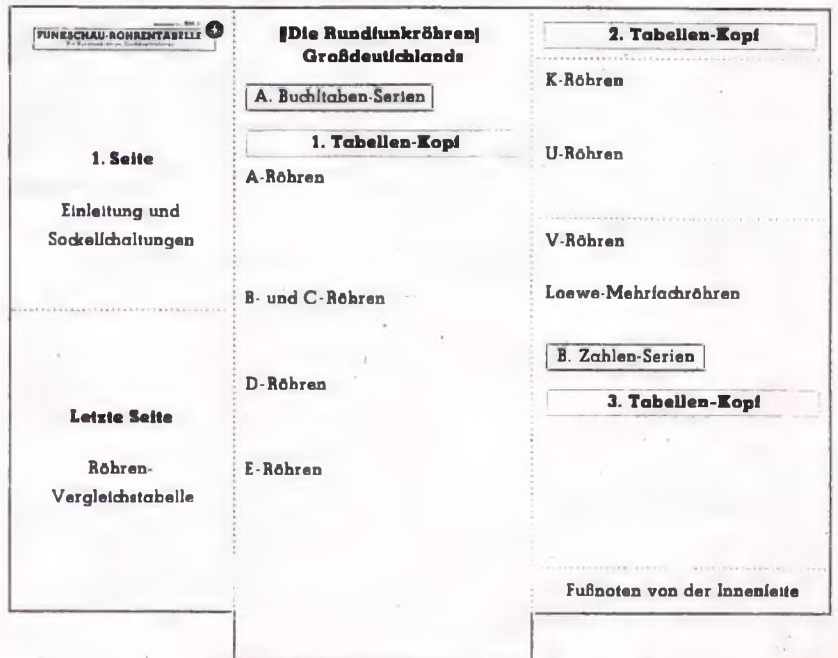 FUNKSCHAU-RÖHRENTABELLE
1. Seite
Einleitung und
Sockelſchaltungen
Letzte Seite
Röhren-
Vergleichstabelle
Die Rundfunkröhren
Großdeutſchlands
A. Buchſtaben-Serien
1. Tabellen-Kopf
A-Röhren
B- und C-Röhren
D-Röhren
E-Röhren
2. Tabellen-Kopf
K-Röhren
U-Röhren
V-Röhren
Loewe-Mehrfachröhren
B. Zahlen-Serien
3. Tabellen-Kopf
Fußnoten von der Innenſeite